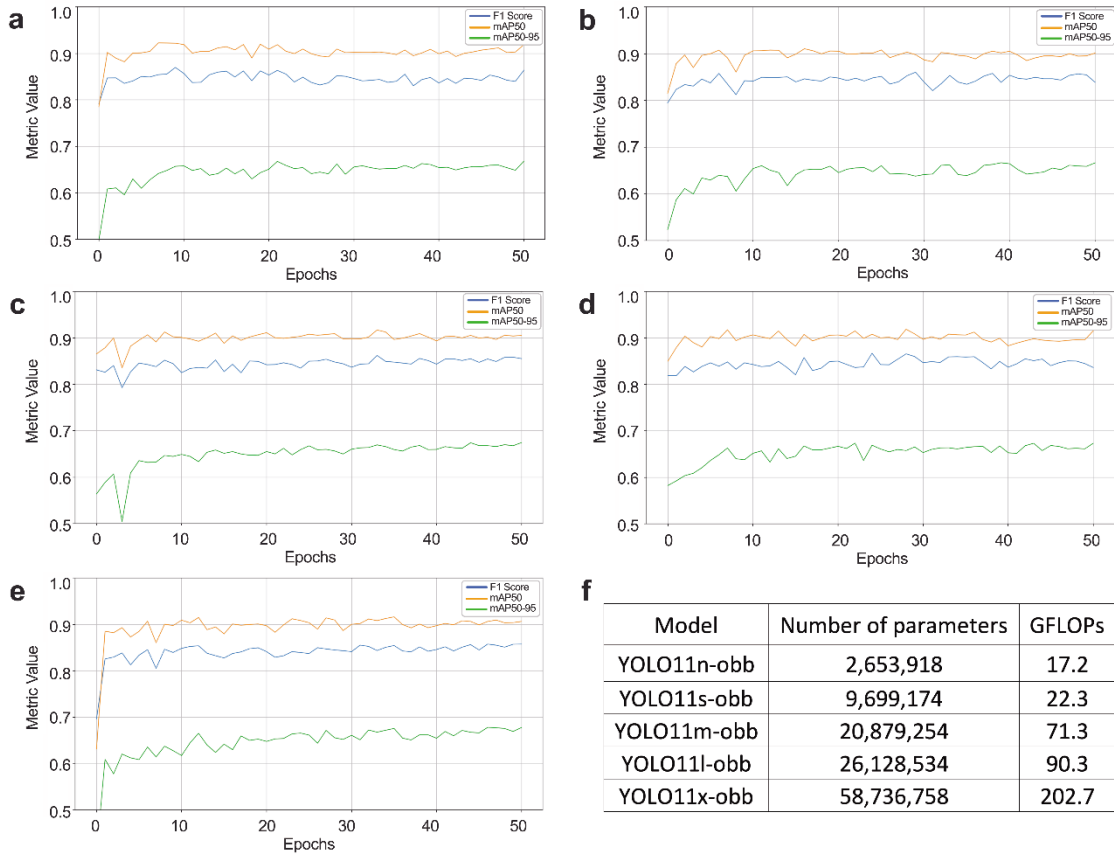 a
1.0
0.9
0.8
0.7
0.6
0.5
Metric Value
0 10 20 30 40 50
Epochs
F1 Score
mAP50
mAP50-95
b
1.0
0.9
0.8
0.7
0.6
0.5
Metric Value
0 10 20 30 40 50
Epochs
F1 Score
mAP50
mAP50-95
c
1.0
0.9
0.8
0.7
0.6
0.5
Metric Value
0 10 20 30 40 50
Epochs
F1 Score
mAP50
mAP50-95
d
1.0
0.9
0.8
0.7
0.6
0.5
Metric Value
0 10 20 30 40 50
Epochs
F1 Score
mAP50
mAP50-95
e
1.0
0.9
0.8
0.7
0.6
0.5
Metric Value
0 10 20 30 40 50
Epochs
F1 Score
mAP50
mAP50-95
f
Model Number of parameters GFLOPs
YOLO11n-obb 2,653,918 17.2
YOLO11s-obb 9,699,174 22.3
YOLO11m-obb 20,879,254 71.3
YOLO11l-obb 26,128,534 90.3
YOLO11x-obb 58,736,758 202.7